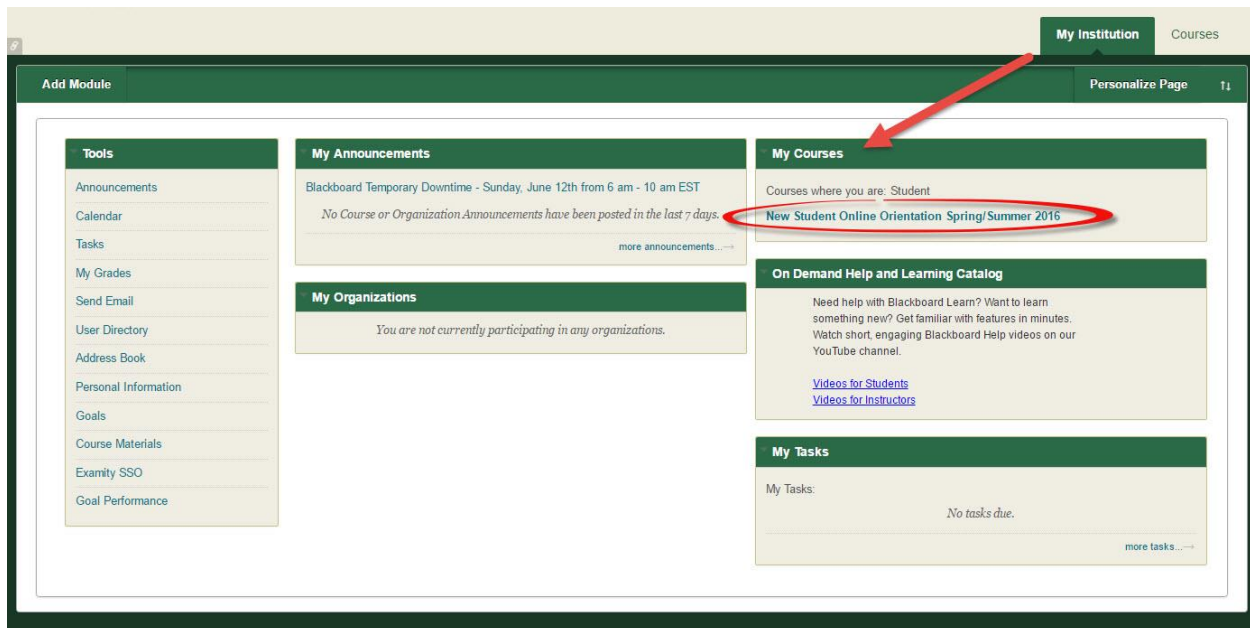 My Institution
Courses
Add Module
Personalize Page
Tools
Announcements
Calendar
Tasks
My Grades
Send Email
User Directory
Address Book
Personal Information
Goals
Course Materials
Examity SSO
Goal Performance
My Announcements
Blackboard Temporary Downtime - Sunday, June 12th from 6 am - 10 am EST
No Course or Organization Announcements have been posted in the last 7 days.
more announcements...→
My Organizations
You are not currently participating in any organizations.
My Courses
Courses where you are: Student
New Student Online Orientation Spring/Summer 2016
On Demand Help and Learning Catalog
Need help with Blackboard Learn? Want to learn
something new? Get familiar with features in minutes.
Watch short, engaging Blackboard Help videos on our
YouTube channel.
Videos for Students
Videos for Instructors
My Tasks
My Tasks:
No tasks due.
more tasks...→